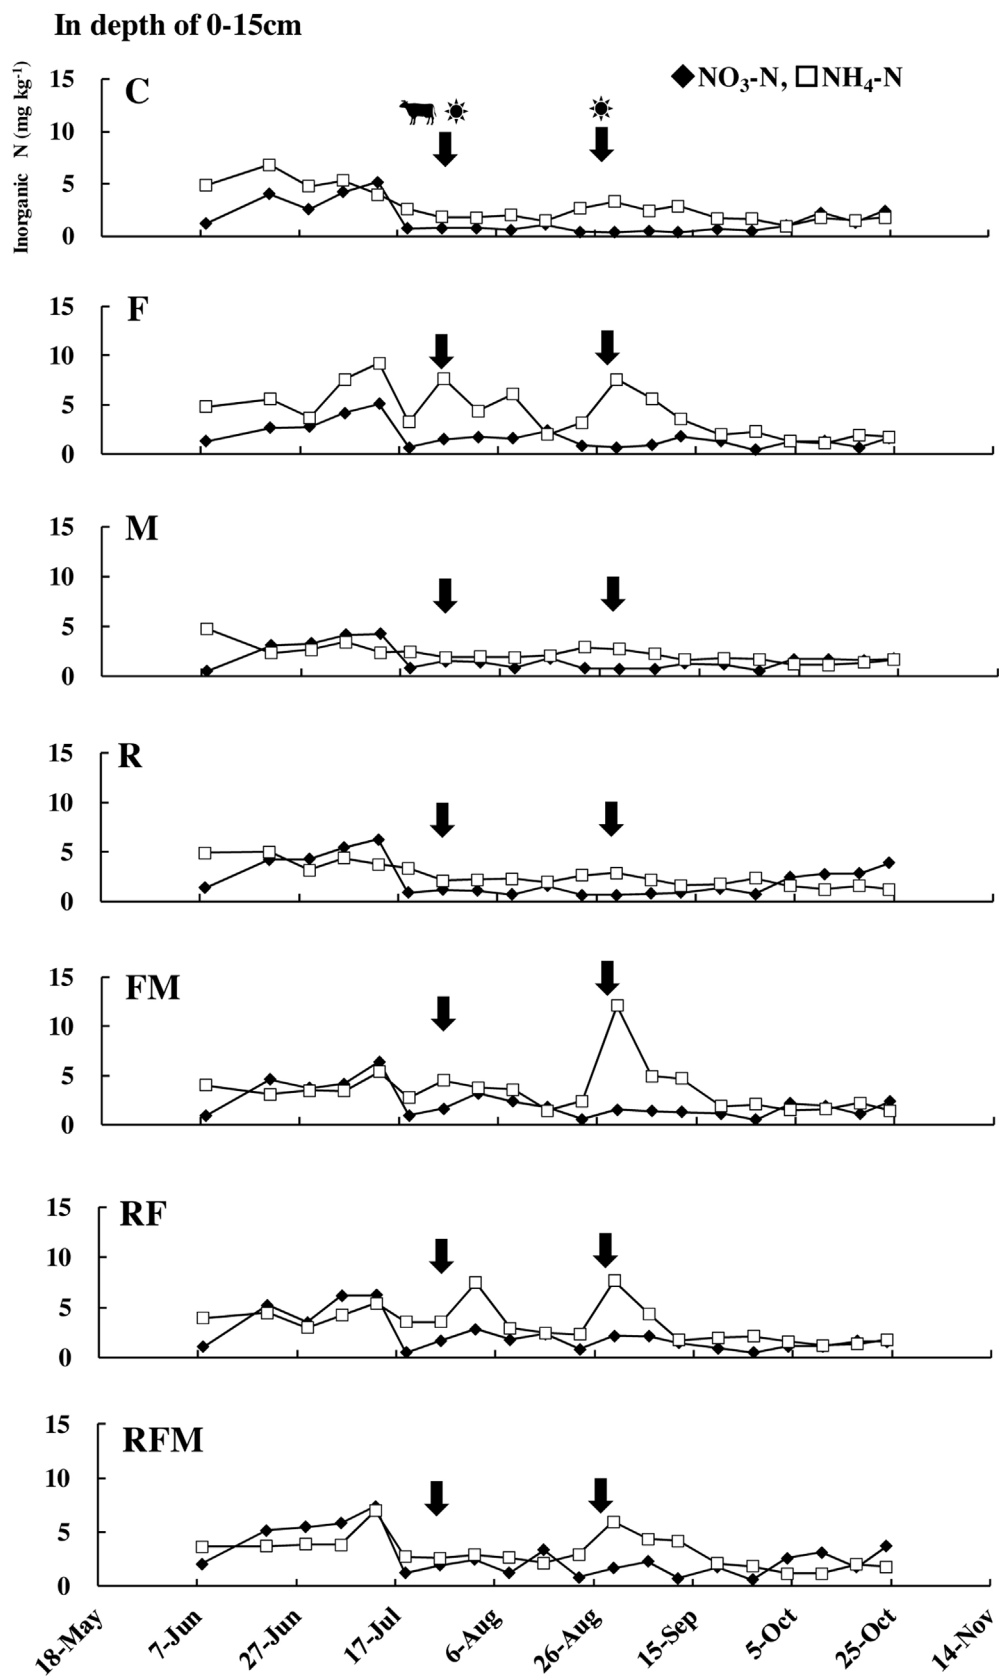 In depth of 0-15cm
Inorganic N (mg kg-1)
C
NO3-N, NH4-N
15
10
5
0
F
15
10
5
0
M
15
10
5
0
R
15
10
5
0
FM
15
10
5
0
RF
15
10
5
0
RFM
15
10
5
0
18-May 7-Jun 27-Jun 17-Jul 6-Aug 26-Aug 15-Sep 5-Oct 25-Oct 14-Nov